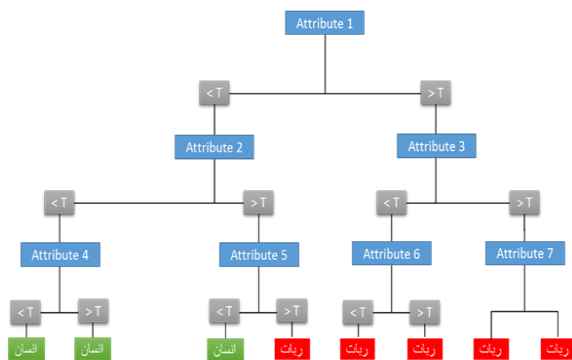 Attribute 1
< T
> T
Attribute 2
Attribute 3
< T
> T
< T
> T
Attribute 4
Attribute 5
Attribute 6
Attribute 7
< T
> T
< T
> T
< T
> T
انسان
انسان
انسان
ربات
ربات
ربات
ربات
ربات